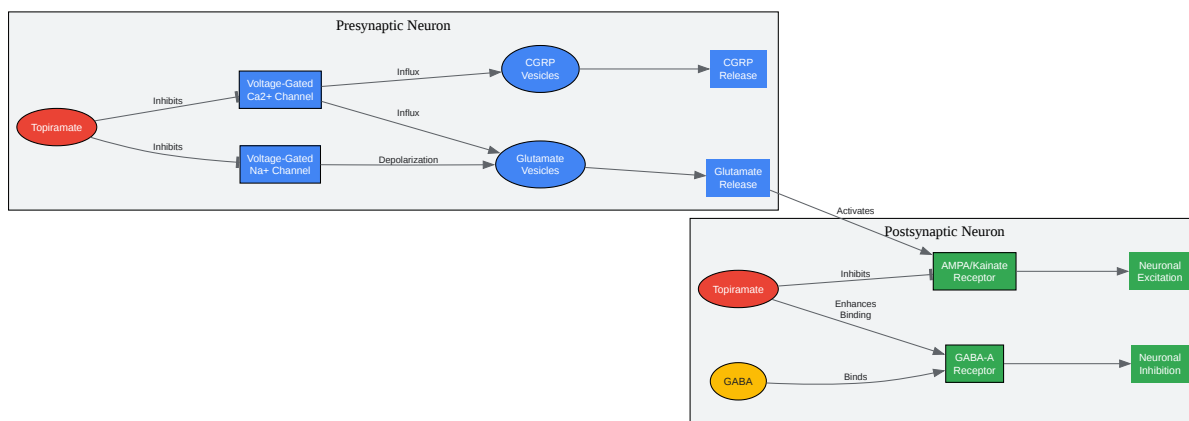 Presynaptic Neuron
CGRP
Vesicles
CGRP
Release
Influx
Voltage-Gated
Ca2+ Channel
Inhibits
Influx
Topiramate
Inhibits
Voltage-Gated
Na+ Channel
Depolarization
Glutamate
Vesicles
Glutamate
Release
Activates
Postsynaptic Neuron
AMPA/Kainate
Receptor
Neuronal
Excitation
Inhibits
Topiramate
Enhances
Binding
GABA-A
Receptor
Neuronal
Inhibition
GABA
Binds